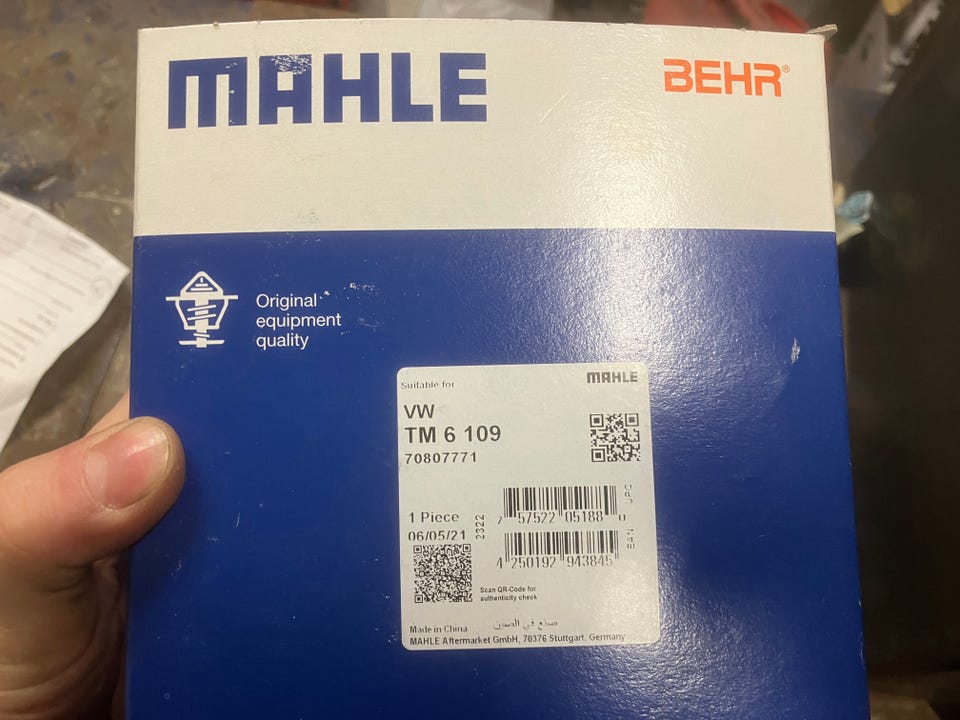 MAHLE
BEHR®
Original
equipment
quality
Suitable for
MAHLE
VW
TM 6 109
70807771
1 Piece
06/05/21
2322
7 57522 05188 0
UPC
4 250192 943845
EAN
Scan QR-Code for
authenticity check
Made in China صنع في الصين
MAHLE Aftermarket GmbH, 70376 Stuttgart, Germany